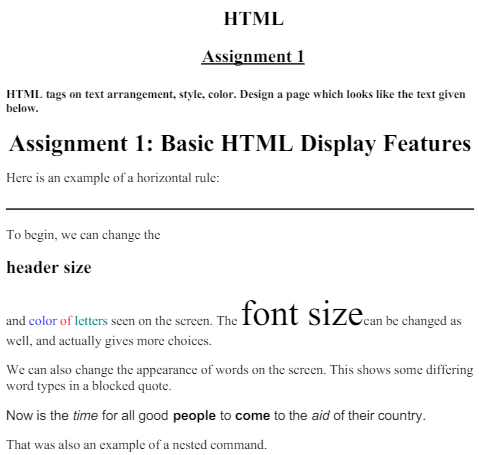 HTML
Assignment 1
HTML tags on text arrangement, style, color. Design a page which looks like the text given
below.
Assignment 1: Basic HTML Display Features
Here is an example of a horizontal rule:
To begin, we can change the
header size
and color of letters seen on the screen. The font size can be changed as
well, and actually gives more choices.
We can also change the appearance of words on the screen. This shows some differing
word types in a blocked quote.
Now is the time for all good people to come to the aid of their country.
That was also an example of a nested command.